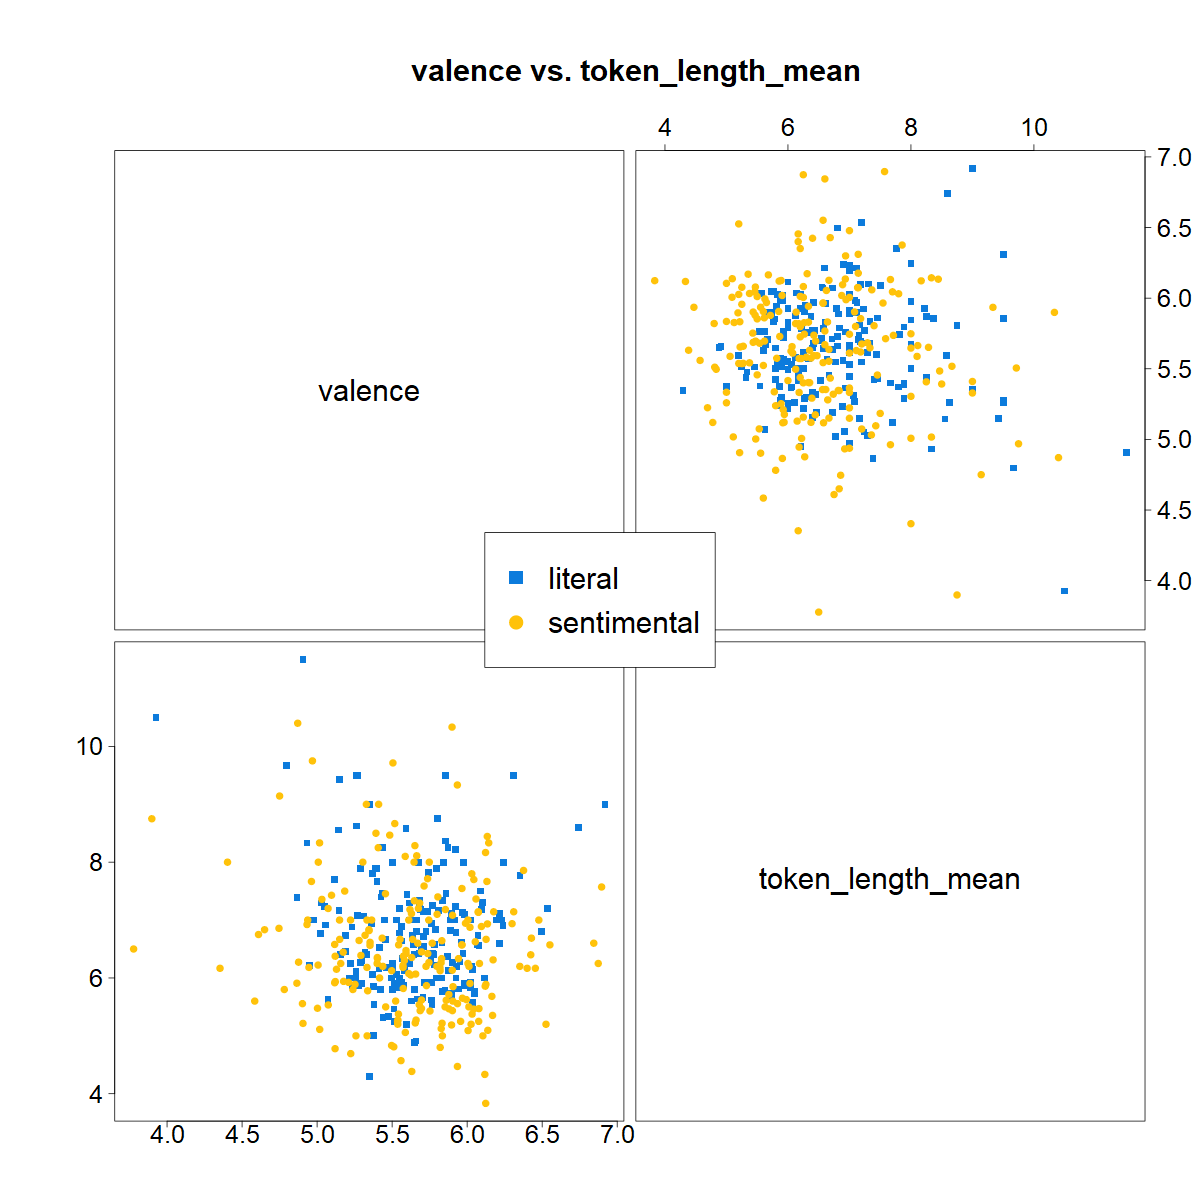 valence vs. token_length_mean
4 6 8 10
7.0
6.5
6.0
5.5
5.0
4.5
4.0
valence
literal
sentimental
10
8
6
4
token_length_mean
4.0 4.5 5.0 5.5 6.0 6.5 7.0